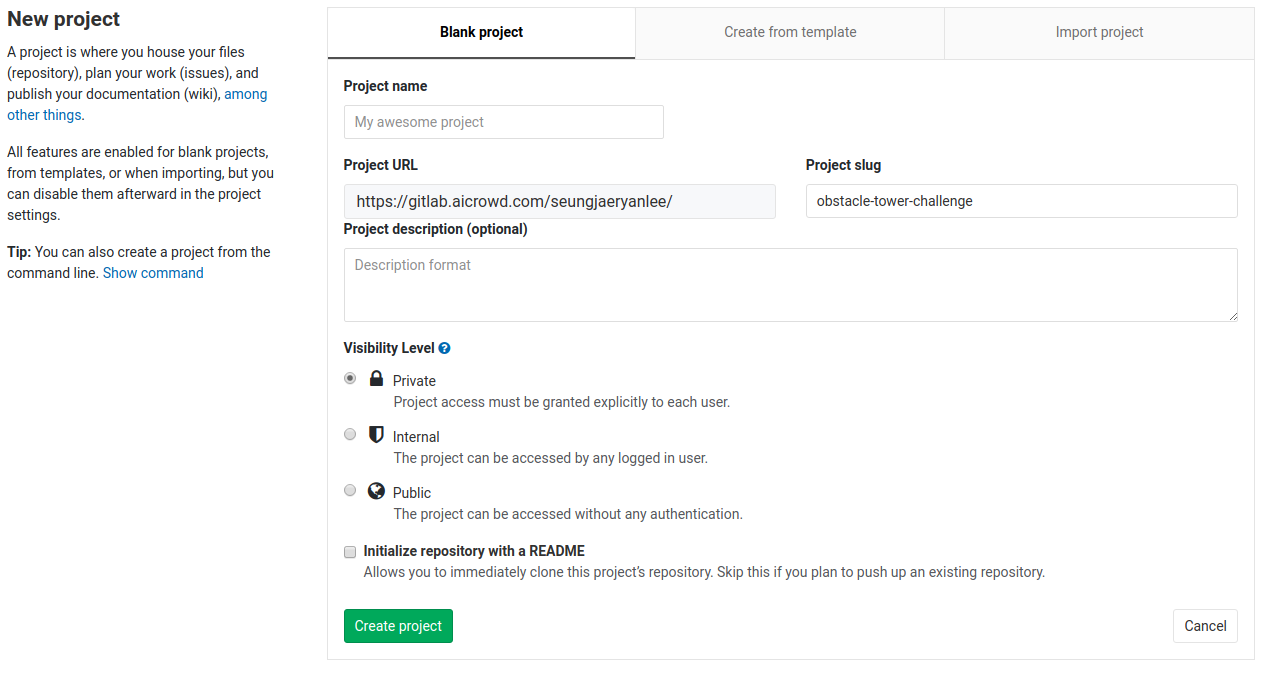 New project
A project is where you house your files
(repository), plan your work (issues), and
publish your documentation (wiki), among
other things.
All features are enabled for blank projects,
from templates, or when importing, but you
can disable them afterward in the project
settings.
Tip: You can also create a project from the
command line. Show command
Blank project
Create from template
Import project
Project name
My awesome project
Project URL
Project slug
https://gitlab.aicrowd.com/seungjaeryanlee/
obstacle-tower-challenge
Project description (optional)
Description format
Visibility Level ?
Private
Project access must be granted explicitly to each user.
Internal
The project can be accessed by any logged in user.
Public
The project can be accessed without any authentication.
Initialize repository with a README
Allows you to immediately clone this project's repository. Skip this if you plan to push up an existing repository.
Create project
Cancel